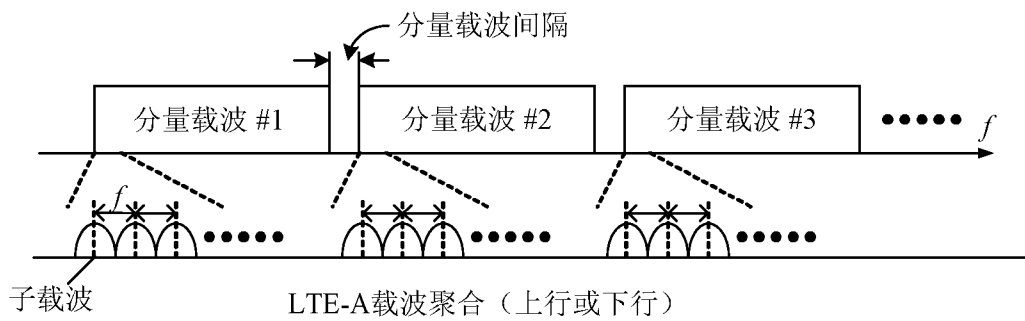 分量载波间隔
分量载波 #1
分量载波 #2
分量载波 #3
f
f
子载波
LTE-A载波聚合（上行或下行）